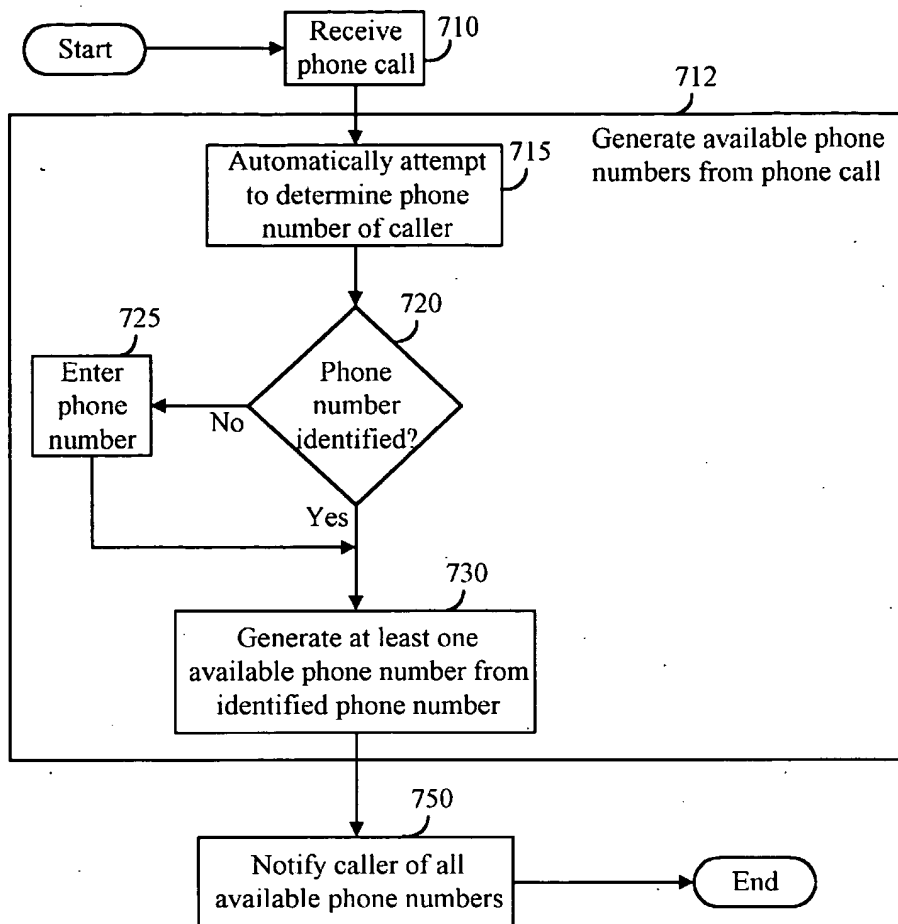 Start
Receive
phone call
710
712
Generate available phone
numbers from phone call
Automatically attempt
to determine phone
number of caller
715
720
Phone
number
identified?
725
Enter
phone
number
No
Yes
730
Generate at least one
available phone number from
identified phone number
750
Notify caller of all
available phone numbers
End